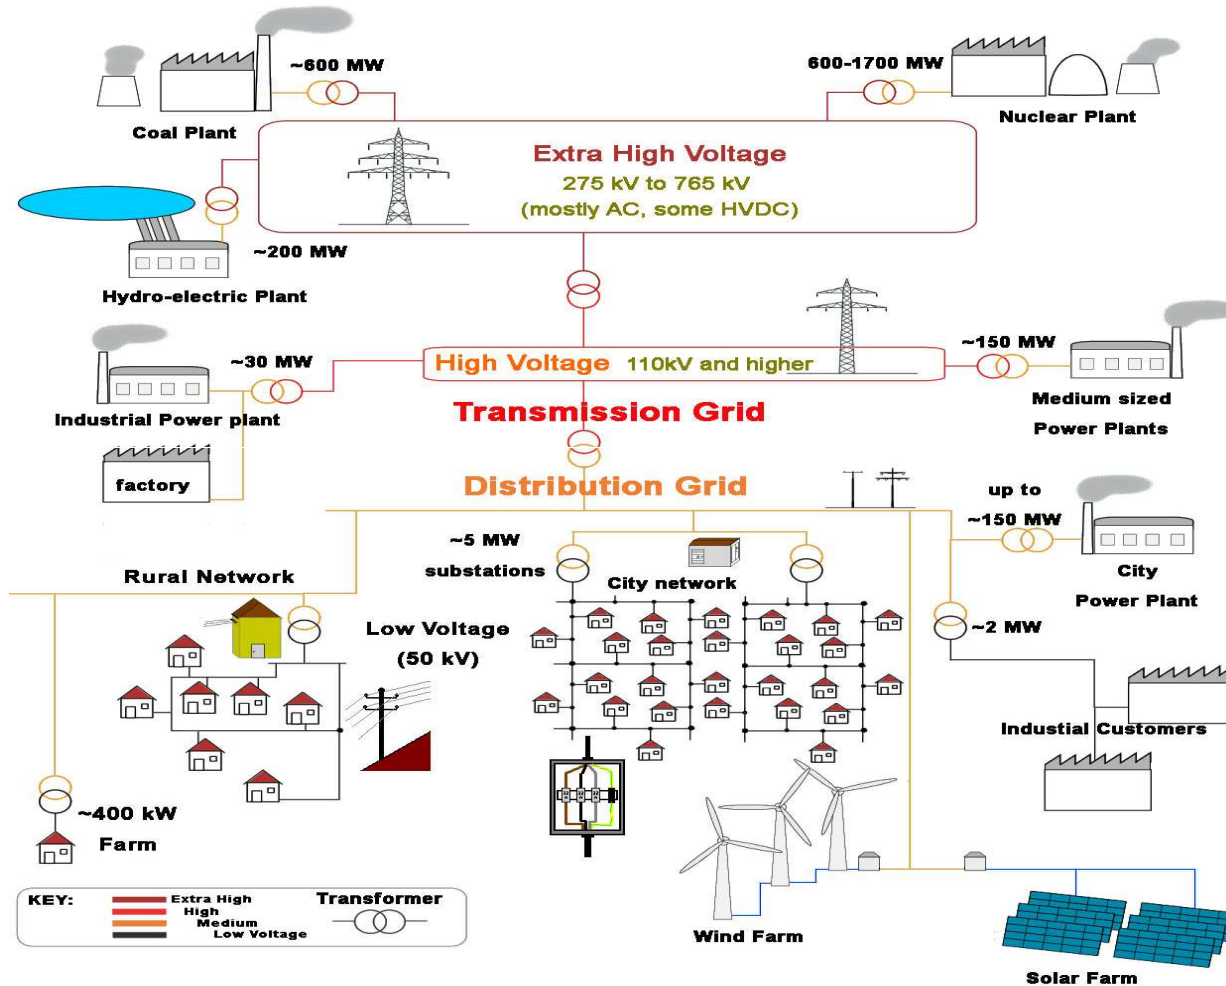 ~600 MW
600-1700 MW
Coal Plant
Nuclear Plant
Extra High Voltage
275 kV to 765 kV
(mostly AC, some HVDC)
~200 MW
Hydro-electric Plant
~30 MW
High Voltage 110kV and higher
~150 MW
Industrial Power plant
Medium sized
Power Plants
Transmission Grid
factory
Distribution Grid
up to
~150 MW
~5 MW
substations
City network
Rural Network
City
Power Plant
Low Voltage
(50 kV)
~2 MW
Industial Customers
~400 kW
Farm
KEY:
Extra High
High
Medium
Low Voltage
Transformer
Wind Farm
Solar Farm